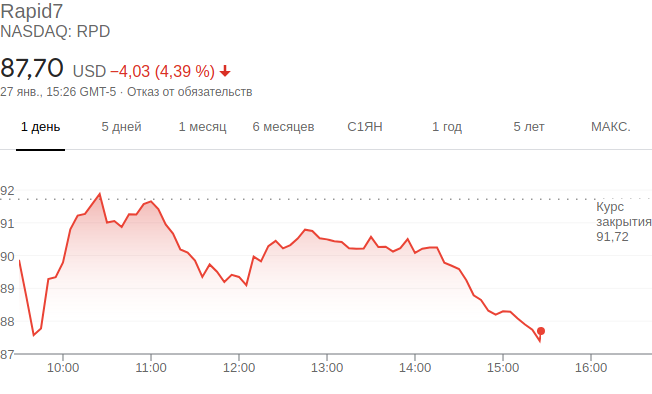 Rapid7
NASDAQ: RPD
87,70 USD −4,03 (4,39 %)
27 янв., 15:26 GMT-5 · Отказ от обязательств
1 день 5 дней 1 месяц 6 месяцев С1ЯН 1 год 5 лет МАКС.
92
91
90
89
88
87
Курс
закрытия
91,72
10:00 11:00 12:00 13:00 14:00 15:00 16:00